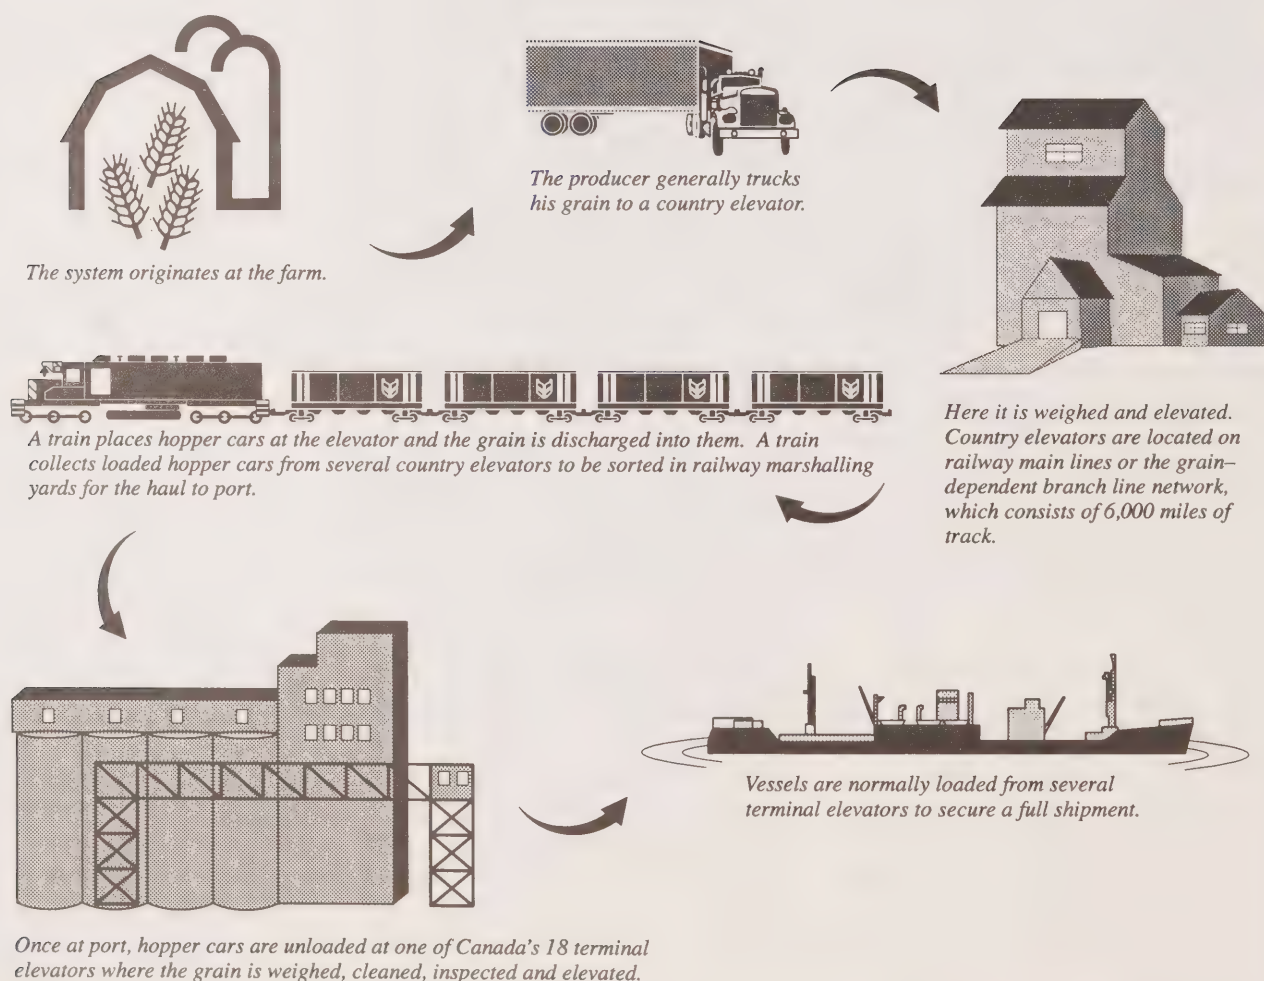 The system originates at the farm.
The producer generally trucks
his grain to a country elevator.
Here it is weighed and elevated.
Country elevators are located on
railway main lines or the grain–
dependent branch line network,
which consists of 6,000 miles of
track.
A train places hopper cars at the elevator and the grain is discharged into them. A train
collects loaded hopper cars from several country elevators to be sorted in railway marshalling
yards for the haul to port.
Once at port, hopper cars are unloaded at one of Canada's 18 terminal
elevators where the grain is weighed, cleaned, inspected and elevated.
Vessels are normally loaded from several
terminal elevators to secure a full shipment.